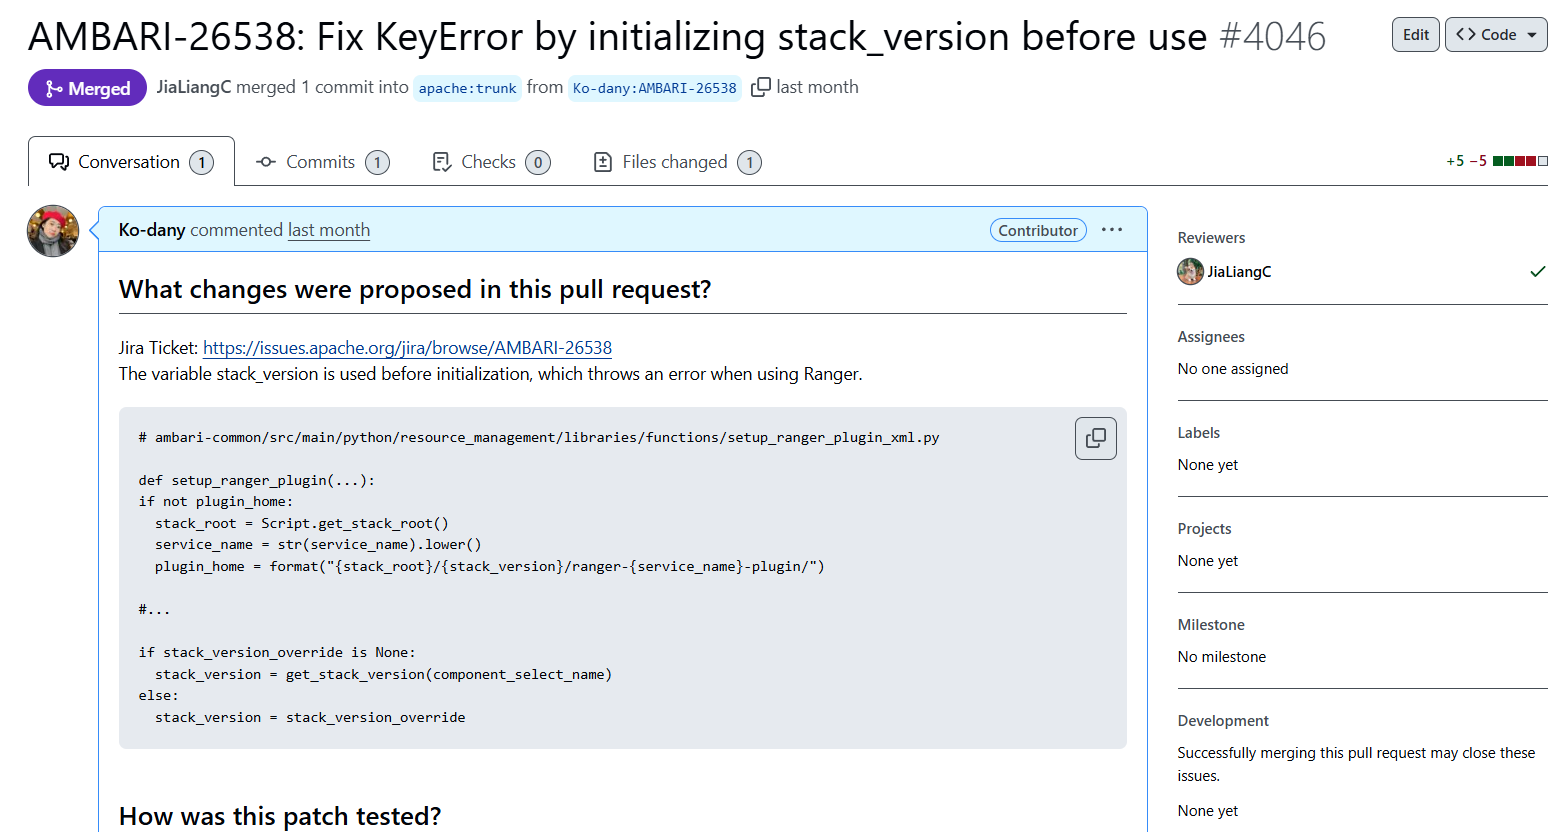 AMBARI-26538: Fix KeyError by initializing stack_version before use #4046
Edit
Code
Merged
JiaLiangC merged 1 commit into apache:trunk from Ko-dany:AMBARI-26538 last month
Conversation 1
Commits 1
Checks 0
Files changed 1
+5 −5
Ko-dany commented last month
Contributor
What changes were proposed in this pull request?
Jira Ticket: https://issues.apache.org/jira/browse/AMBARI-26538
The variable stack_version is used before initialization, which throws an error when using Ranger.
# ambari-common/src/main/python/resource_management/libraries/functions/setup_ranger_plugin_xml.py
def setup_ranger_plugin(...):
if not plugin_home:
  stack_root = Script.get_stack_root()
  service_name = str(service_name).lower()
  plugin_home = format("{stack_root}/{stack_version}/ranger-{service_name}-plugin/")
#...
if stack_version_override is None:
  stack_version = get_stack_version(component_select_name)
else:
  stack_version = stack_version_override
How was this patch tested?
Reviewers
JiaLiangC
Assignees
No one assigned
Labels
None yet
Projects
None yet
Milestone
No milestone
Development
Successfully merging this pull request may close these
issues.
None yet